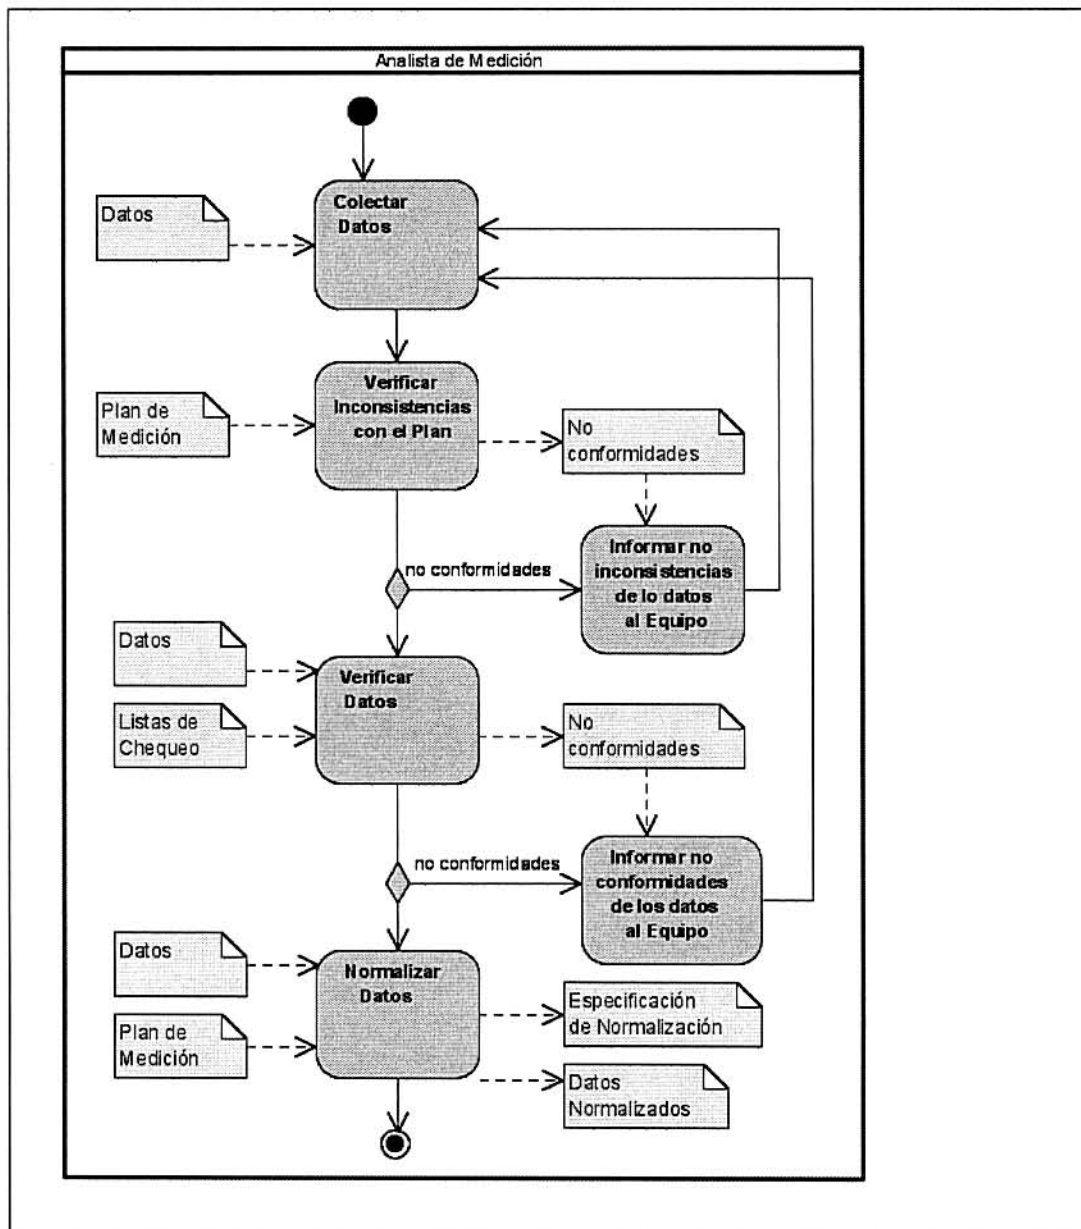 Analista de Medición
Datos
Colectar
Datos
Plan de
Medición
Verificar
Inconsistencias
con el Plan
No
conformidades
no conformidades
Informar no
inconsistencias
de lo datos
al Equipo
Datos
Listas de
Chequeo
Verificar
Datos
No
conformidades
no conformidades
Informar no
conformidades
de los datos
al Equipo
Datos
Plan de
Medición
Normalizar
Datos
Especificación
de Normalización
Datos
Normalizados